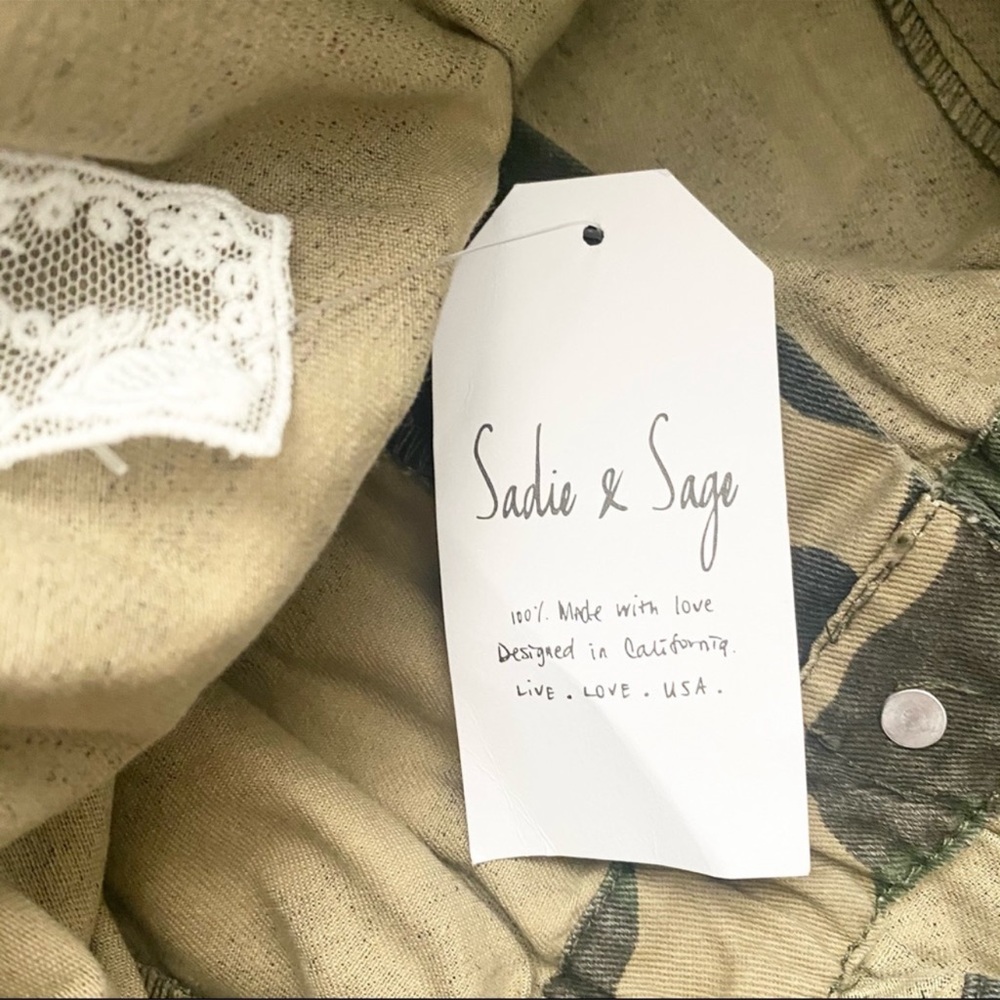 Sadie & Sage
100% Made with love
Designed in California.
LIVE . LOVE . USA .